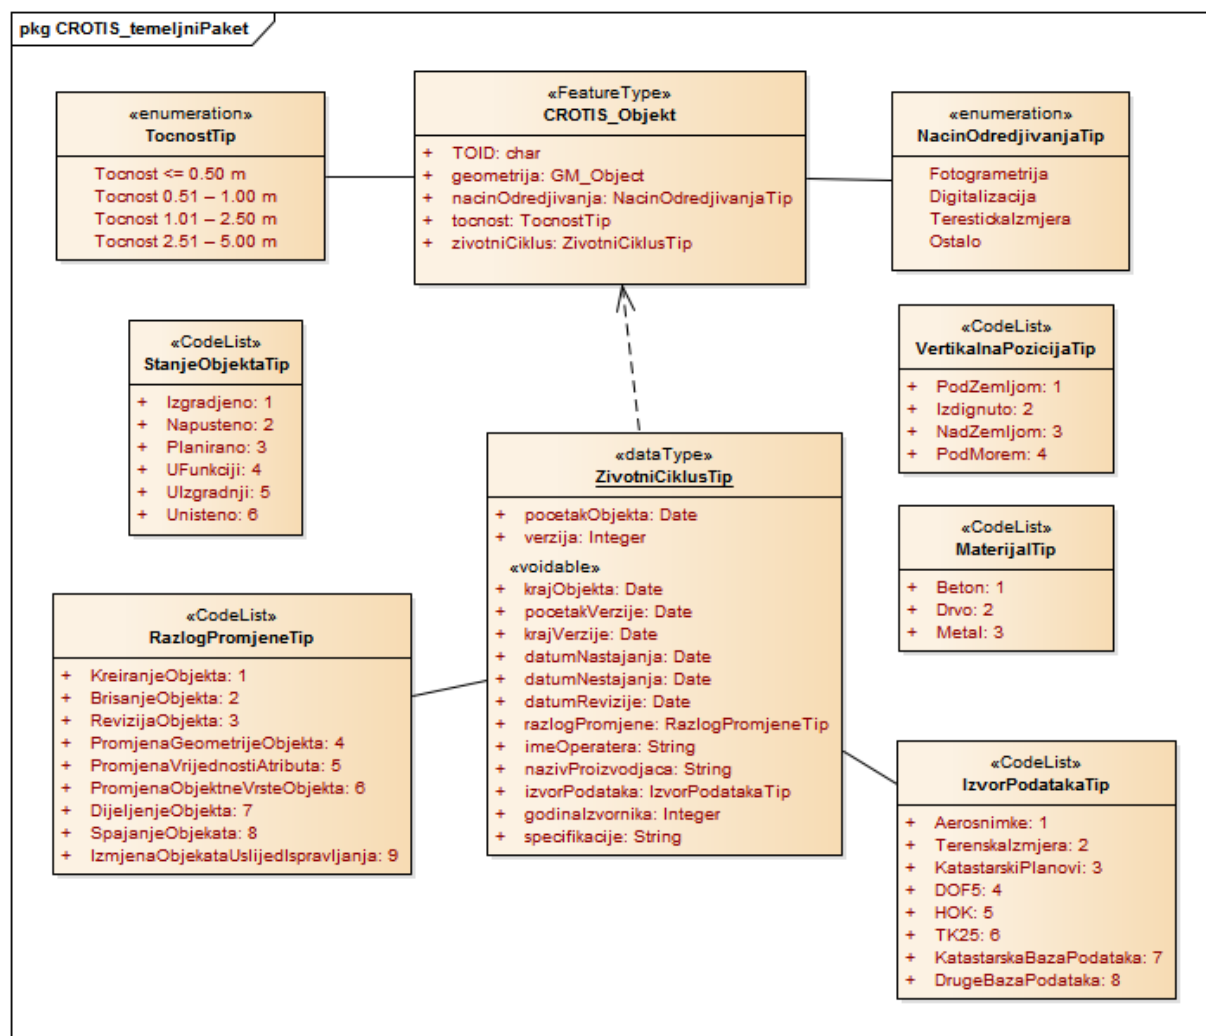 pkg CROTIS_temeljniPaket
«enumeration»
TocnostTip
Tocnost <= 0.50 m
Tocnost 0.51 – 1.00 m
Tocnost 1.01 – 2.50 m
Tocnost 2.51 – 5.00 m
«FeatureType»
CROTIS_Objekt
+ TOID: char
+ geometrija: GM_Object
+ nacinOdredjivanja: NacinOdredjivanjaTip
+ tocnost: TocnostTip
+ zivotniCiklus: ZivotniCiklusTip
«enumeration»
NacinOdredjivanjaTip
Fotogrametrija
Digitalizacija
TerestickaIzmjera
Ostalo
«CodeList»
StanjeObjektaTip
+ Izgradjeno: 1
+ Napusteno: 2
+ Planirano: 3
+ UFunkciji: 4
+ UIzgradnji: 5
+ Unisteno: 6
«CodeList»
VertikalnaPozicijaTip
+ PodZemljom: 1
+ Izdignuto: 2
+ NadZemljom: 3
+ PodMorem: 4
«dataType»
ZivotniCiklusTip
+ pocetakObjekta: Date
+ verzija: Integer
«voidable»
+ krajObjekta: Date
+ pocetakVerzije: Date
+ krajVerzije: Date
+ datumNastajanja: Date
+ datumNestajanja: Date
+ datumRevizije: Date
+ razlogPromjene: RazlogPromjeneTip
+ imeOperatera: String
+ nazivProizvodjaca: String
+ izvorPodataka: IzvorPodatakaTip
+ godinaIzvornika: Integer
+ specifikacije: String
«CodeList»
MaterijalTip
+ Beton: 1
+ Drvo: 2
+ Metal: 3
«CodeList»
RazlogPromjeneTip
+ KreiranjeObjekta: 1
+ BrisanjeObjekta: 2
+ RevizijaObjekta: 3
+ PromjenaGeometrijeObjekta: 4
+ PromjenaVrijednostiAtributa: 5
+ PromjenaObjektneVrsteObjekta: 6
+ DijeljenjeObjekta: 7
+ SpajanjeObjekata: 8
+ IzmjenaObjekataUslijedIspravljanja: 9
«CodeList»
IzvorPodatakaTip
+ Aerosnimke: 1
+ TerenskaIzmjera: 2
+ KatastarskiPlanovi: 3
+ DOF5: 4
+ HOK: 5
+ TK25: 6
+ KatastarskaBazaPodataka: 7
+ DrugeBazaPodataka: 8